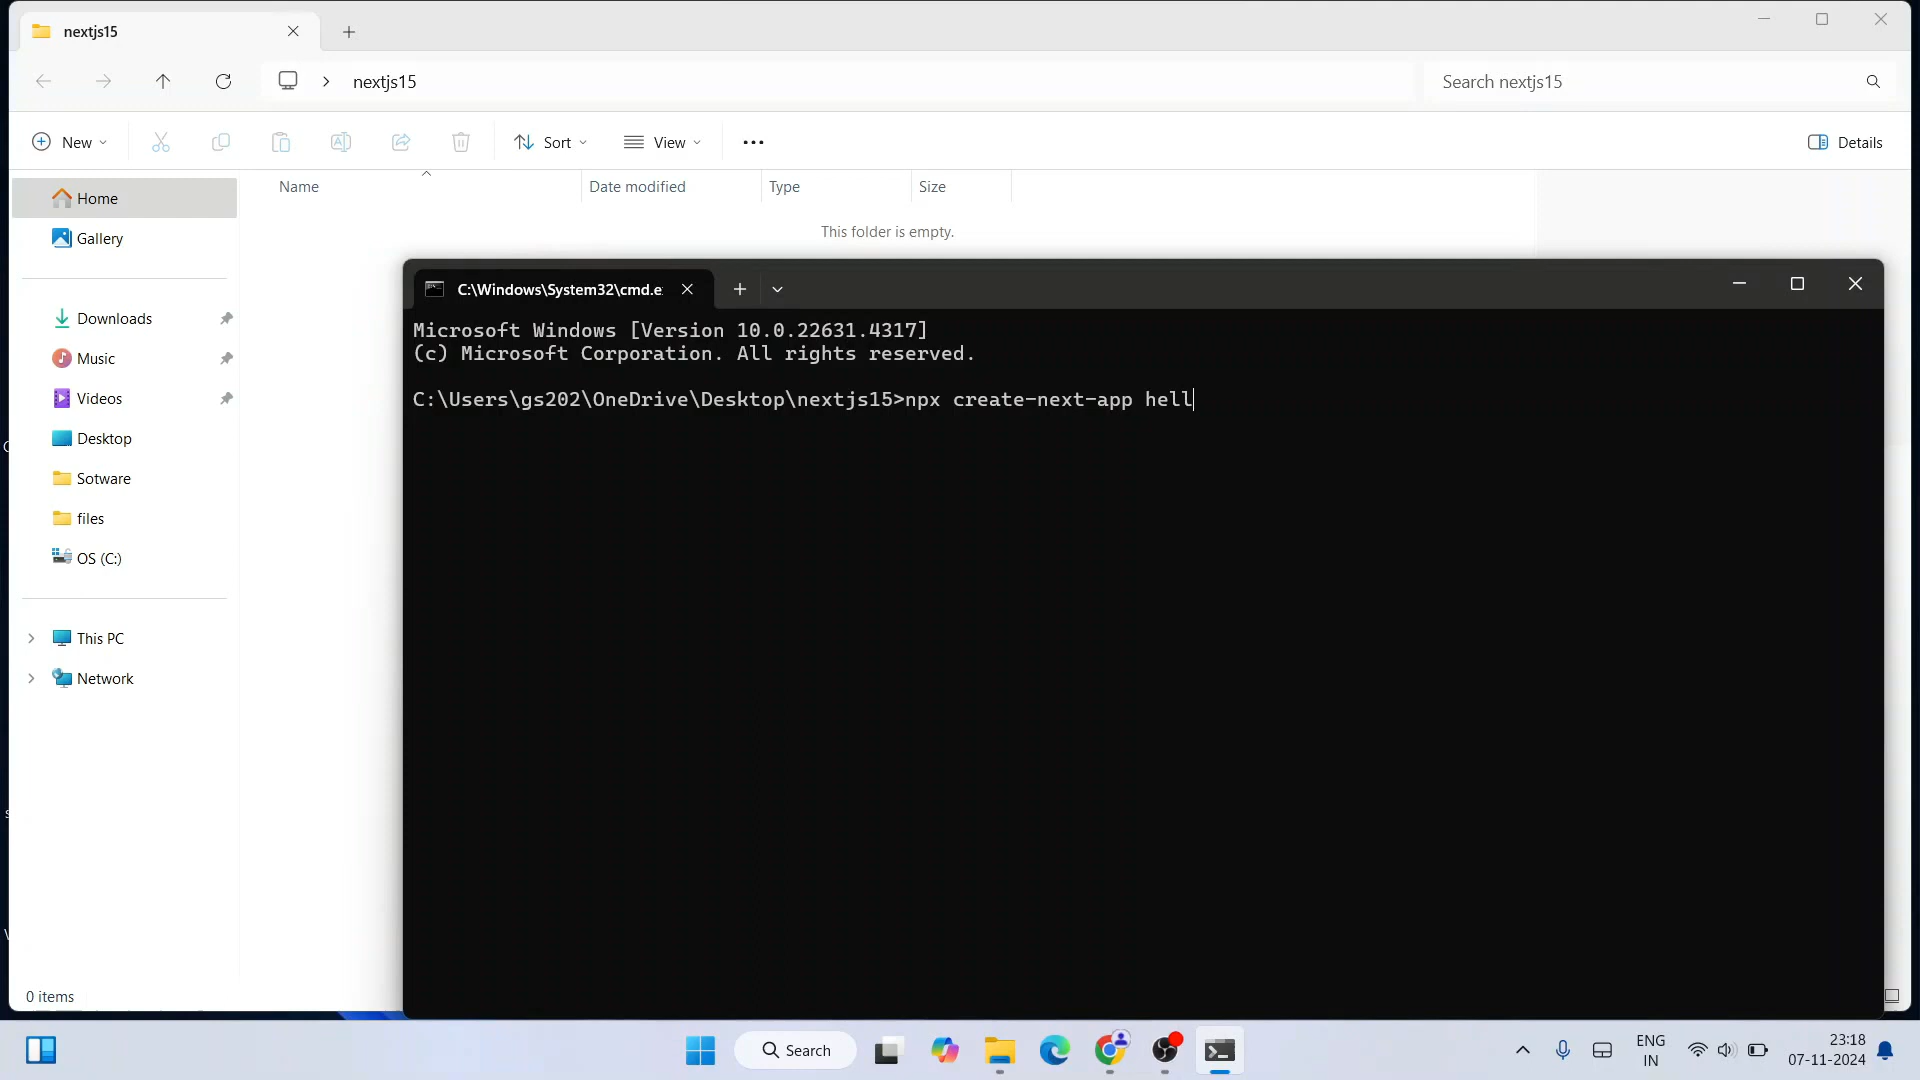 nextjs15
nextjs15
Search nextjs15
New
Sort
View
Details
Name
Date modified
Type
Size
This folder is empty.
Home
Gallery
Downloads
Music
Videos
Desktop
Sotware
files
OS (C:)
This PC
Network
0 items
C:\Windows\System32\cmd.e
Microsoft Windows [Version 10.0.22631.4317]
(c) Microsoft Corporation. All rights reserved.
C:\Users\gs202\OneDrive\Desktop\nextjs15>npx create-next-app hell
Search
ENG
IN
23:18
07-11-2024